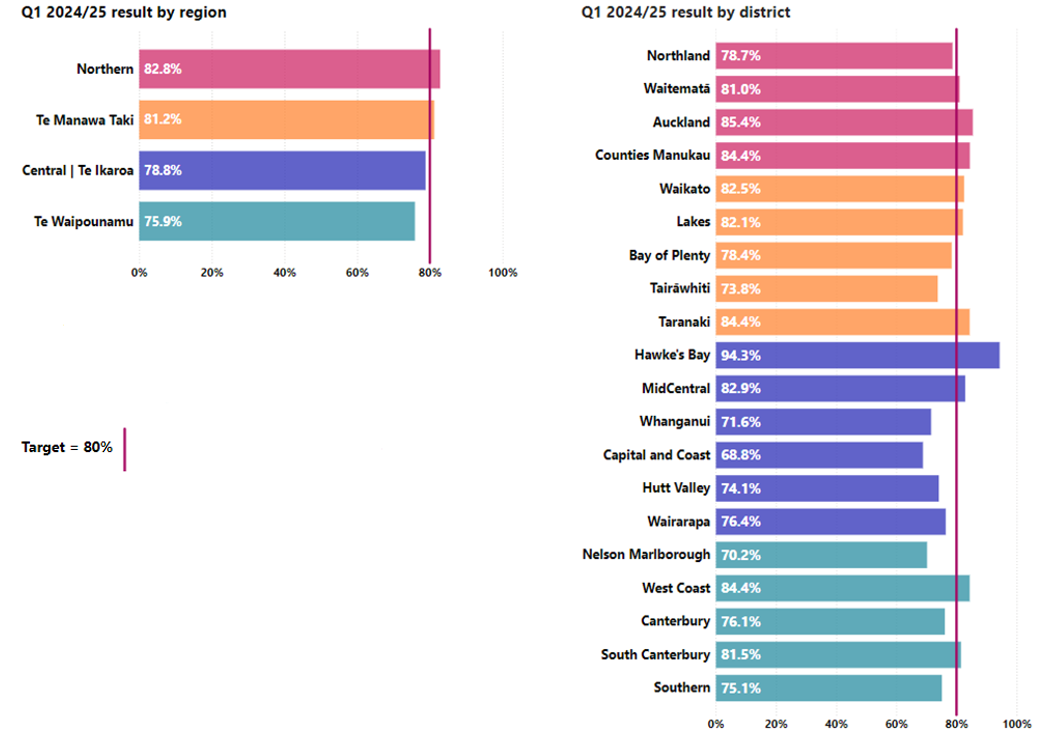 Q1 2024/25 result by region
Northern 82.8%
Te Manawa Taki 81.2%
Central | Te Ikaroa 78.8%
Te Waipounamu 75.9%
0% 20% 40% 60% 80% 100%
Target = 80%
Q1 2024/25 result by district
Northland 78.7%
Waitematā 81.0%
Auckland 85.4%
Counties Manukau 84.4%
Waikato 82.5%
Lakes 82.1%
Bay of Plenty 78.4%
Tairāwhiti 73.8%
Taranaki 84.4%
Hawke's Bay 94.3%
MidCentral 82.9%
Whanganui 71.6%
Capital and Coast 68.8%
Hutt Valley 74.1%
Wairarapa 76.4%
Nelson Marlborough 70.2%
West Coast 84.4%
Canterbury 76.1%
South Canterbury 81.5%
Southern 75.1%
0% 20% 40% 60% 80% 100%